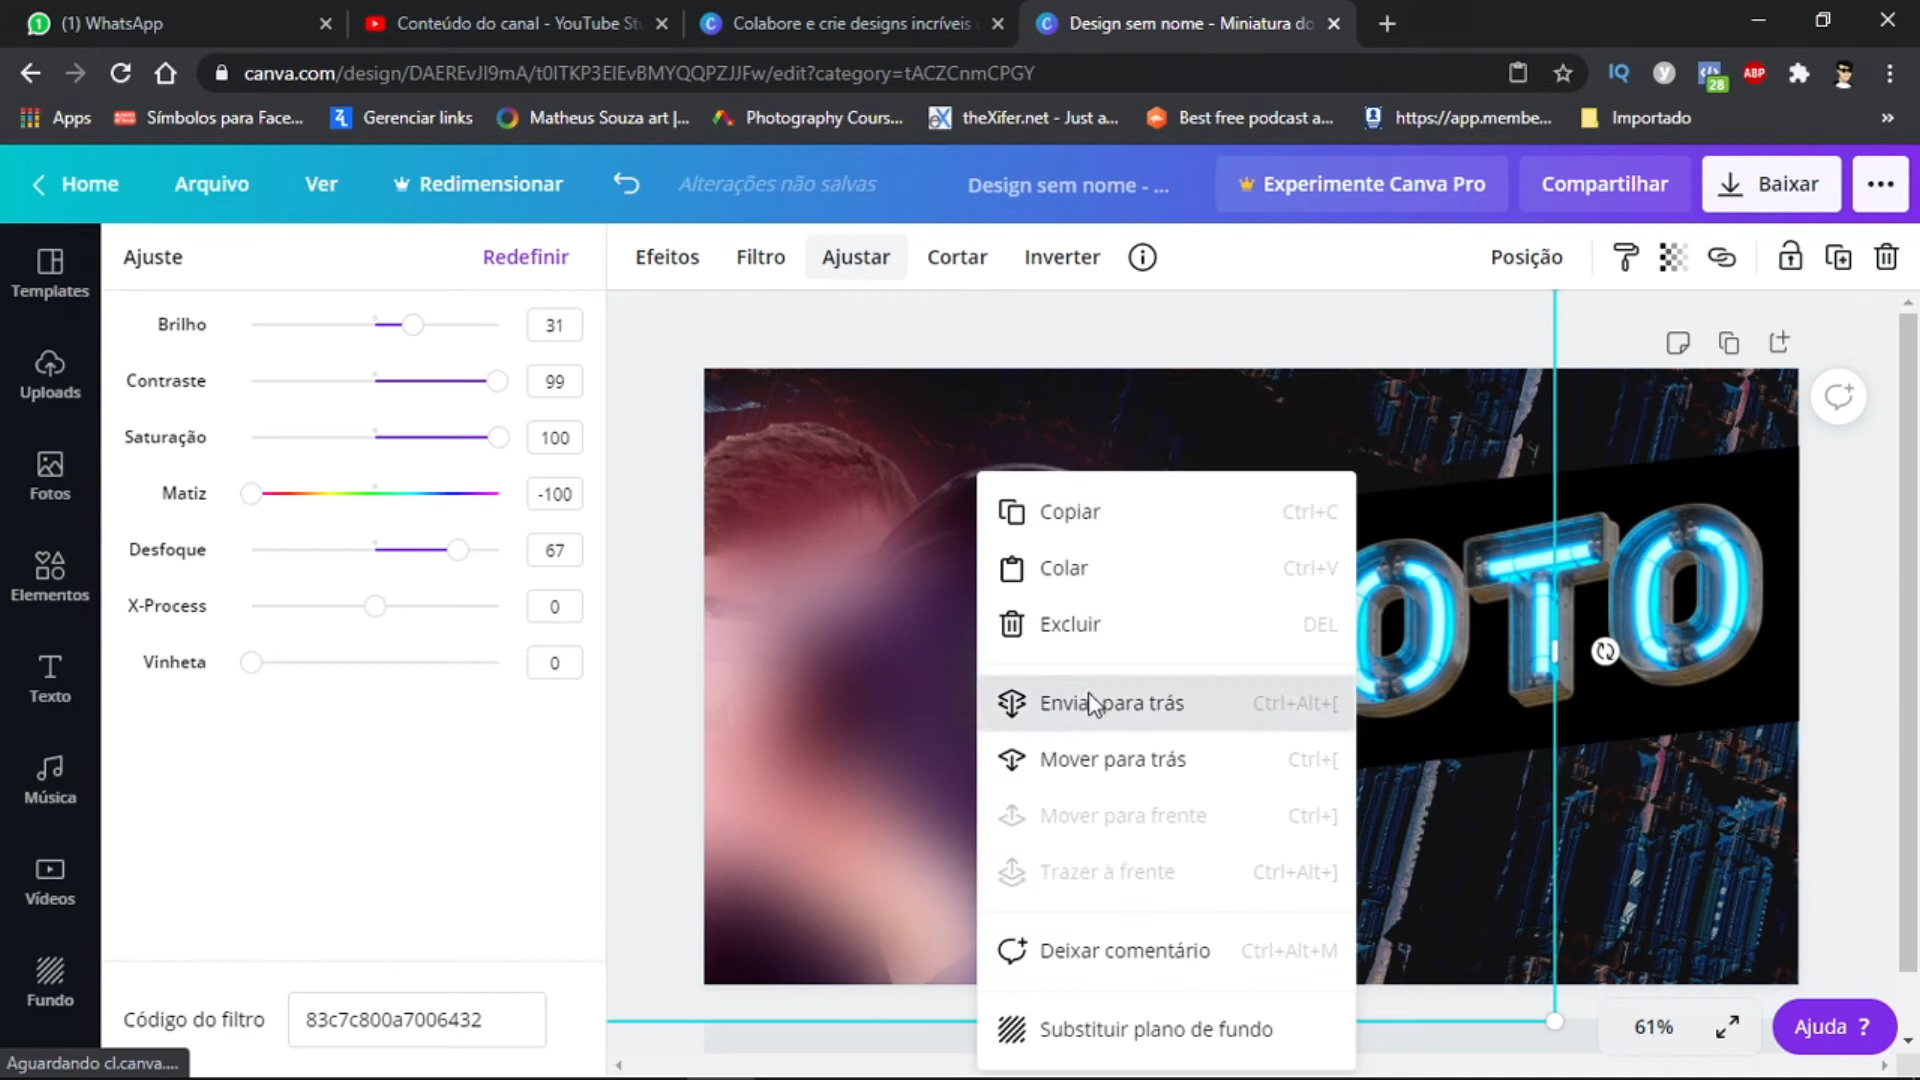 (1) WhatsApp
Conteúdo do canal - YouTube St
Colabore e crie designs incríveis
Design sem nome - Miniatura do
canva.com/design/DAEREvJI9mA/t0ITKP3EIEvBMYQQPZJJFw/edit?category=tACZCnmCPGY
IQ
y
28
ABP
Apps
Símbolos para Face...
Gerenciar links
Matheus Souza art |...
Photography Cours...
theXifer.net - Just a...
Best free podcast a...
https://app.membe...
Importado
Home
Arquivo
Ver
Redimensionar
Alterações não salvas
Design sem nome - ...
Experimente Canva Pro
Compartilhar
Baixar
Templates
Uploads
Fotos
Elementos
Texto
Música
Vídeos
Fundo
Ajuste
Redefinir
Brilho 31
Contraste 99
Saturação 100
Matiz -100
Desfoque 67
X-Process 0
Vinheta 0
Código do filtro 83c7c800a7006432
Efeitos
Filtro
Ajustar
Cortar
Inverter
Posição
Copiar Ctrl+C
Colar Ctrl+V
Excluir DEL
Enviar para trás Ctrl+Alt+[
Mover para trás Ctrl+[
Mover para frente Ctrl+]
Trazer à frente Ctrl+Alt+]
Deixar comentário Ctrl+Alt+M
Substituir plano de fundo
OTO
61%
Ajuda ?
Aguardando cl.canva....